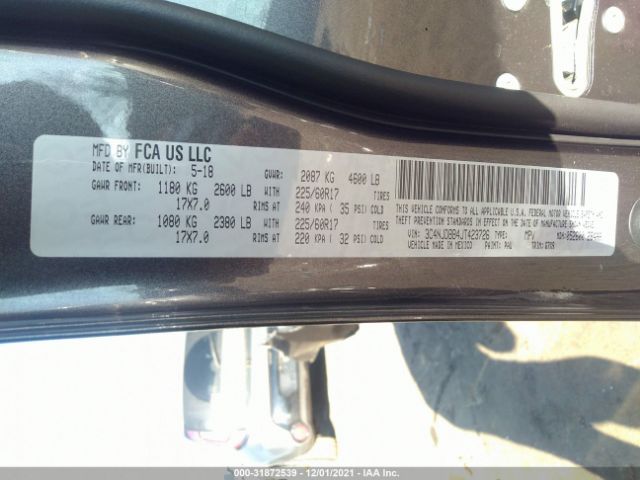 MFD BY FCA US LLC
DATE OF MFR(BUILT): 5-18 GVWR: 2087 KG 4600 LB
GAWR FRONT: 1180 KG 2600 LB WITH 225/60R17 TIRES
17X7.0 RIMS AT 240 KPA ( 35 PSI) COLD
GAWR REAR: 1080 KG 2380 LB WITH 225/60R17 TIRES
17X7.0 RIMS AT 220 KPA ( 32 PSI) COLD
THIS VEHICLE CONFORMS TO ALL APPLICABLE U.S.A. FEDERAL MOTOR VEHICLE SAFETY AND
THEFT PREVENTION STANDARDS IN EFFECT ON THE DATE OF MANUFACTURE SHOWN ABOVE
VIN: 3C4NJDBB4JT423726 TYPE: MPV
MADE IN MEXICO PAINT: PAU TRIM:
000-31872539 - 12/01/2021 - IAA.com